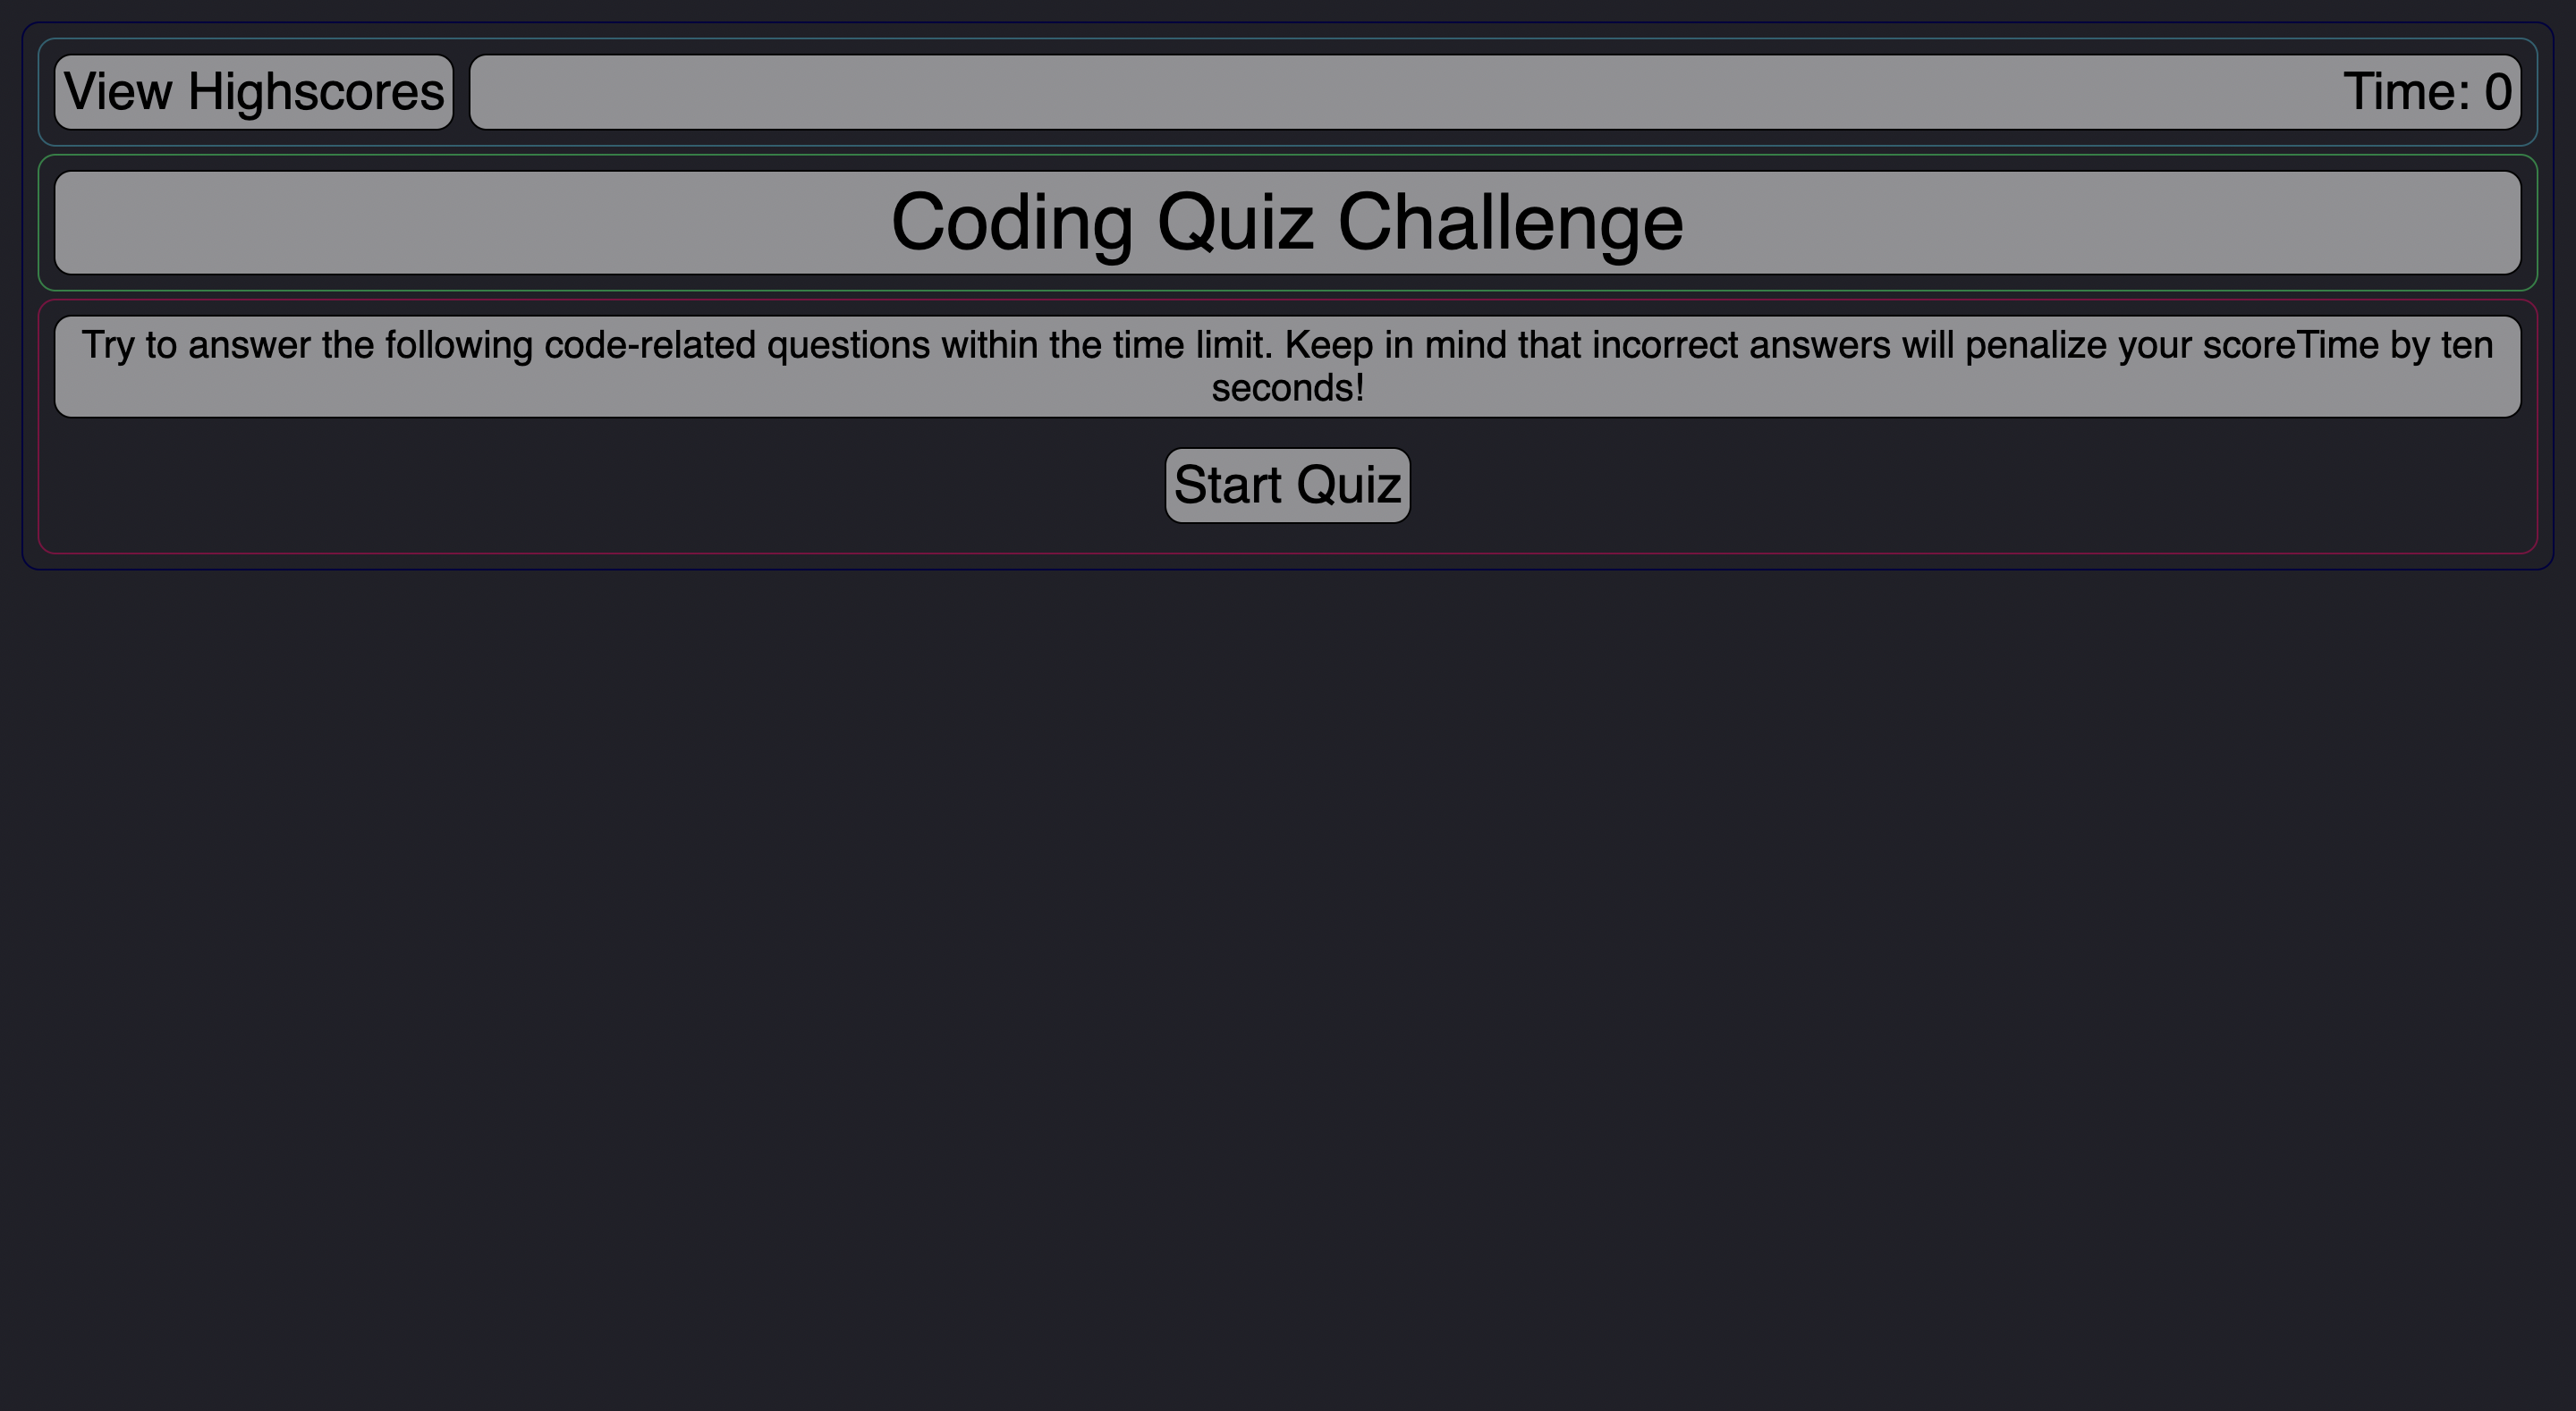 View Highscores
Time: 0
Coding Quiz Challenge
Try to answer the following code-related questions within the time limit. Keep in mind that incorrect answers will penalize your scoreTime by ten
seconds!
Start Quiz